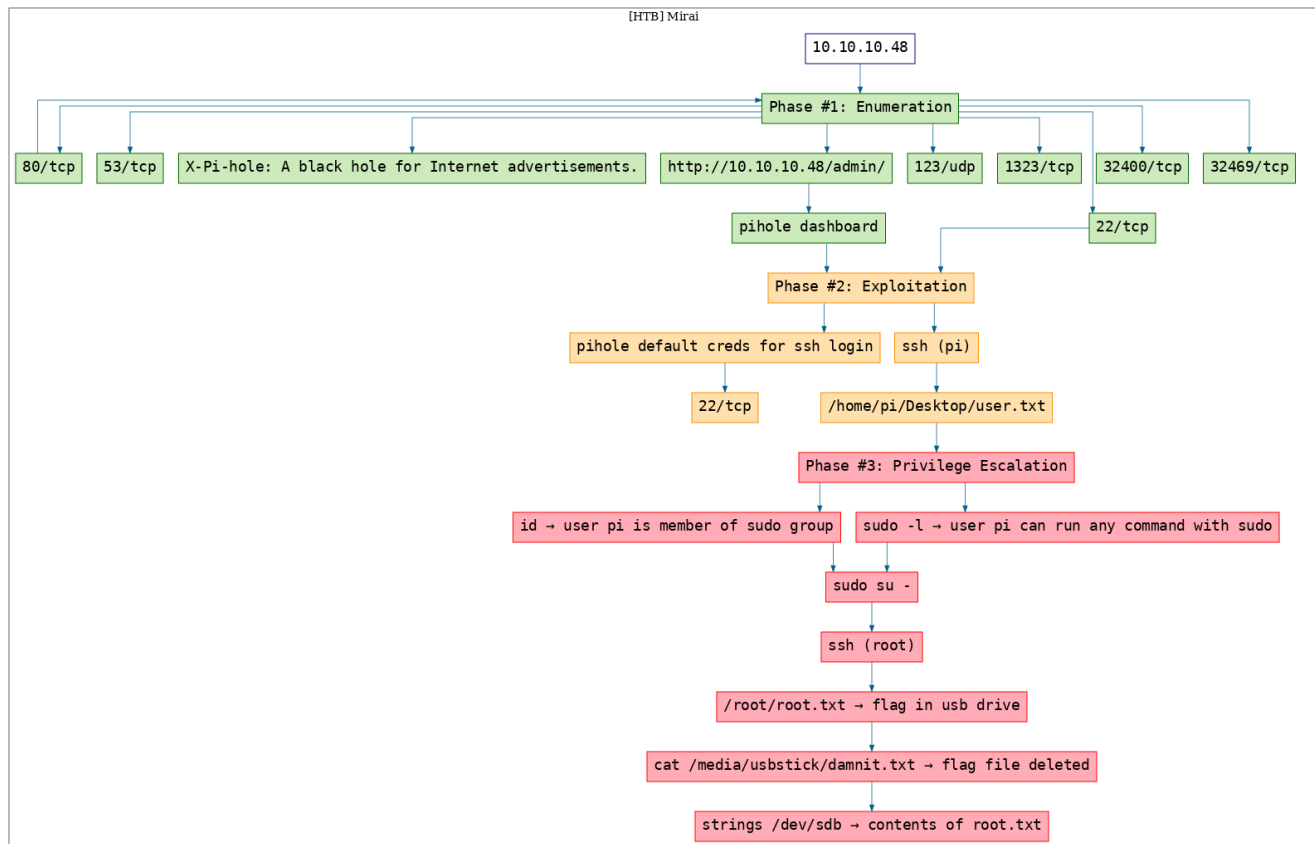 [HTB] Mirai
10.10.10.48
Phase #1: Enumeration
80/tcp
53/tcp
X-Pi-hole: A black hole for Internet advertisements.
http://10.10.10.48/admin/
123/udp
1323/tcp
32400/tcp
32469/tcp
pihole dashboard
22/tcp
Phase #2: Exploitation
pihole default creds for ssh login
ssh (pi)
22/tcp
/home/pi/Desktop/user.txt
Phase #3: Privilege Escalation
id → user pi is member of sudo group
sudo -l → user pi can run any command with sudo
sudo su -
ssh (root)
/root/root.txt → flag in usb drive
cat /media/usbstick/damnit.txt → flag file deleted
strings /dev/sdb → contents of root.txt